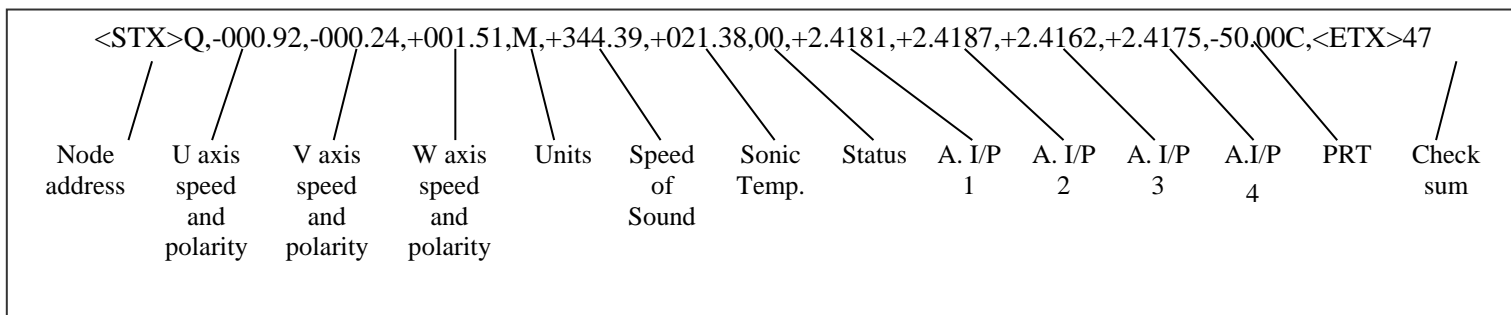 <STX>Q,-000.92,-000.24,+001.51,M,+344.39,+021.38,00,+2.4181,+2.4187,+2.4162,+2.4175,-50.00C,<ETX>47
Node address
U axis speed and polarity
V axis speed and polarity
W axis speed and polarity
Units
Speed of Sound
Sonic Temp.
Status
A. I/P 1
A. I/P 2
A. I/P 3
A.I/P 4
PRT
Check sum